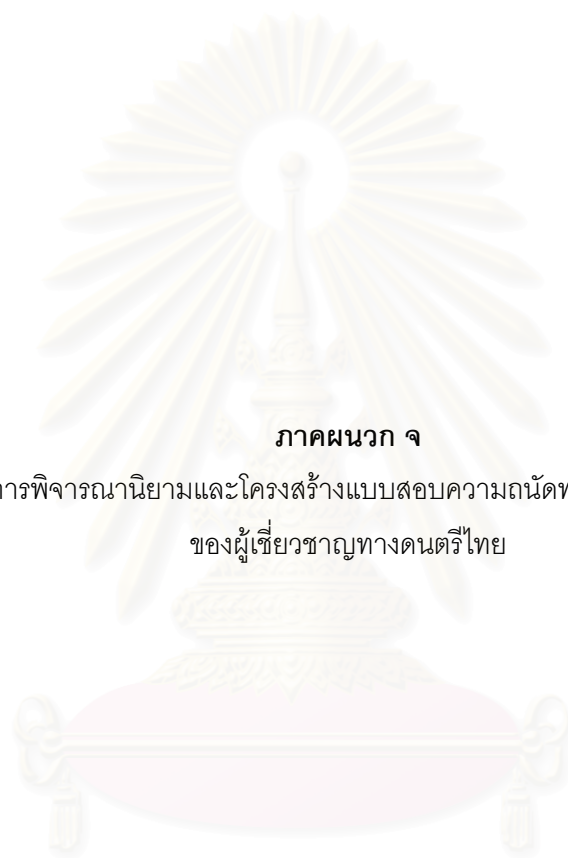 ภาคผนวก จ
การพิจารณานิยามและโครงสร้างแบบสอบความถนัด
ของผู้เชี่ยวชาญทางดนตรีไทย